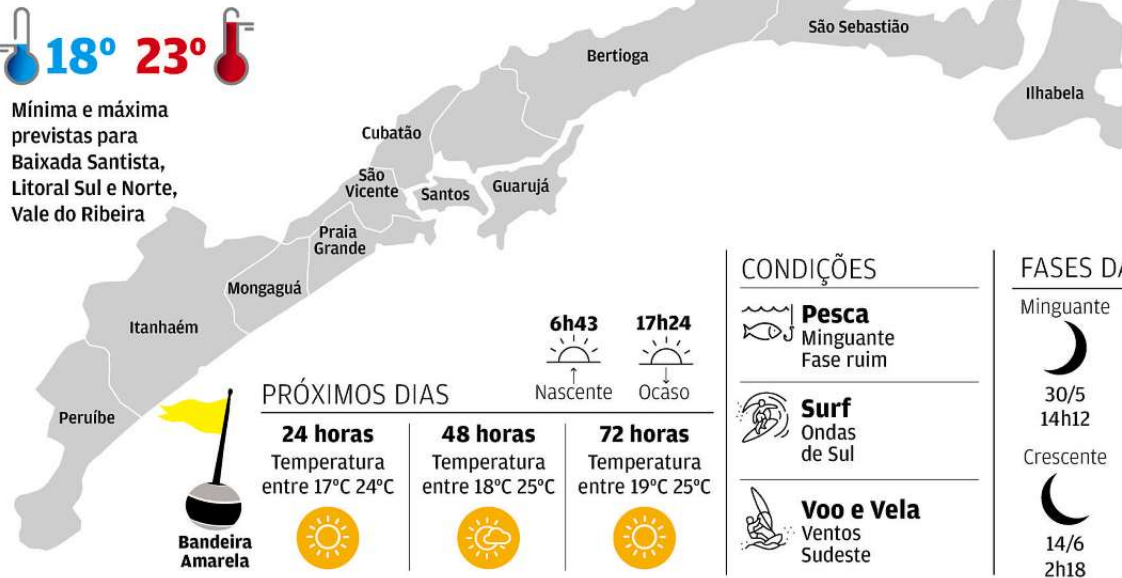 18º 23º
Mínima e máxima
previstas para
Baixada Santista,
Litoral Sul e Norte,
Vale do Ribeira
São Sebastião
Bertioga
Ilhabela
Cubatão
São
Vicente
Santos
Guarujá
Praia
Grande
Mongaguá
Itanhaém
Peruíbe
Bandeira
Amarela
6h43
Nascente
17h24
Ocaso
PRÓXIMOS DIAS
24 horas
Temperatura
entre 17ºC 24ºC
48 horas
Temperatura
entre 18ºC 25ºC
72 horas
Temperatura
entre 19ºC 25ºC
CONDIÇÕES
Pesca
Minguante
Fase ruim
Surf
Ondas
de Sul
Voo e Vela
Ventos
Sudeste
FASES
Minguante
30/5
14h12
Crescente
14/6
2h18